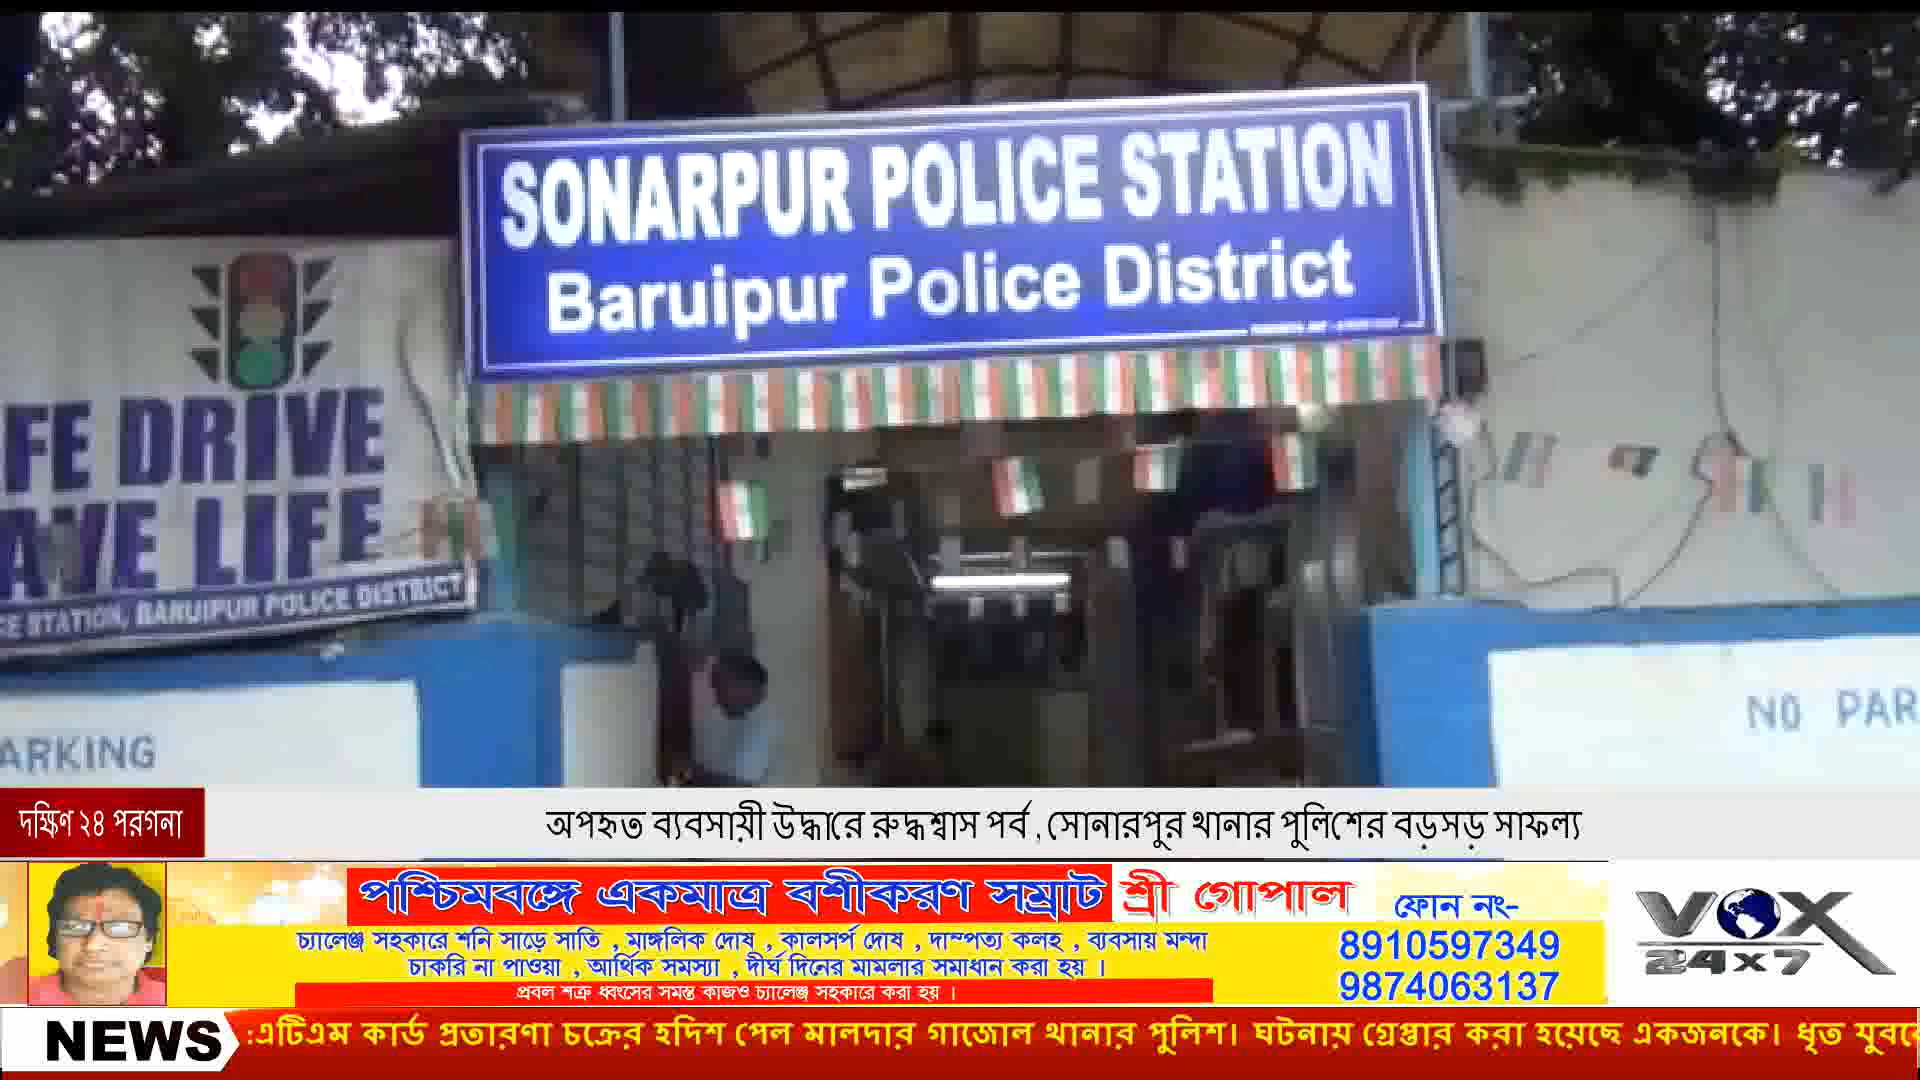 SONARPUR POLICE STATION
Baruipur Police District
FE DRIVE
AVE LIFE
CE STATION, BARUIPUR POLICE DISTRICT
ARKING
NO PAR
দক্ষিণ ২৪ পরগনা
অপহৃত ব্যবসায়ী উদ্ধারে রুদ্ধশ্বাস পর্ব , সোনারপুর থানার পুলিশের বড়সড় সাফল্য
পশ্চিমবঙ্গে একমাত্র বশীকরণ সম্রাট শ্রী গোপাল
চ্যালেঞ্জ সহকারে শনি সাড়ে সাতি , মাঙ্গলিক দোষ , কালসর্প দোষ , দাম্পত্য কলহ , ব্যবসায় মন্দা
চাকরি না পাওয়া , আর্থিক সমস্যা , দীর্ঘ দিনের মামলার সমাধান করা হয় ।
প্রবল শত্রু ধ্বংসের সমস্ত কাজও চ্যালেঞ্জ সহকারে করা হয় ।
ফোন নং-
8910597349
9874063137
VOX
24x7
NEWS
:এটিএম কার্ড প্রতারণা চক্রের হদিশ পেল মালদার গাজোল থানার পুলিশ। ঘটনায় গ্রেপ্তার করা হয়েছে একজনকে। ধৃত যুবকে